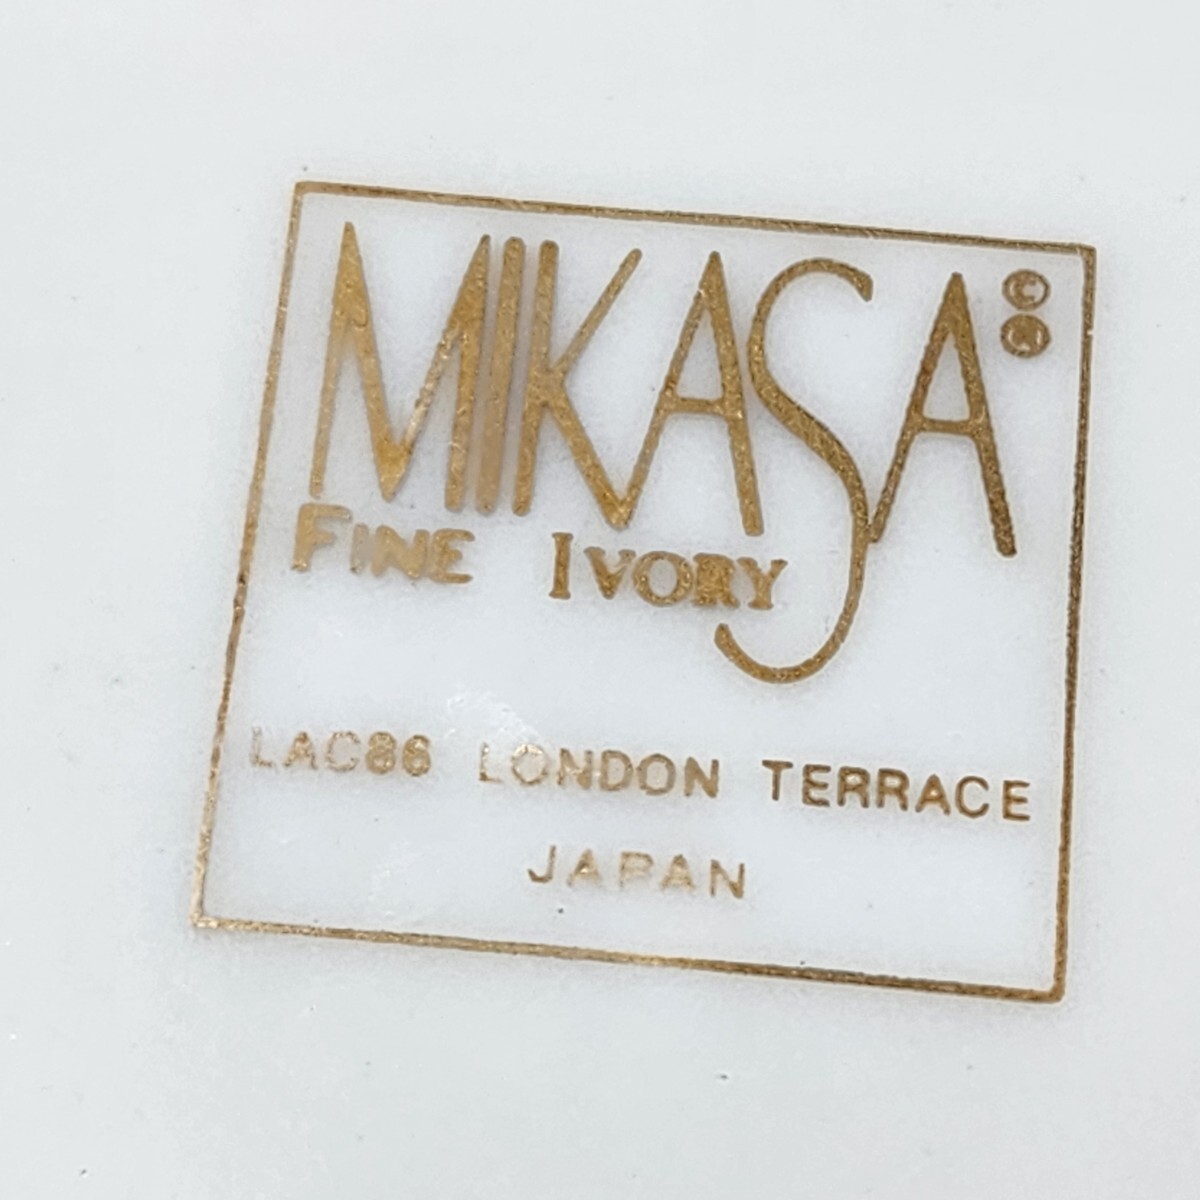 MIKASA © ®
FINE IVORY
LAC86 LONDON TERRACE
JAPAN